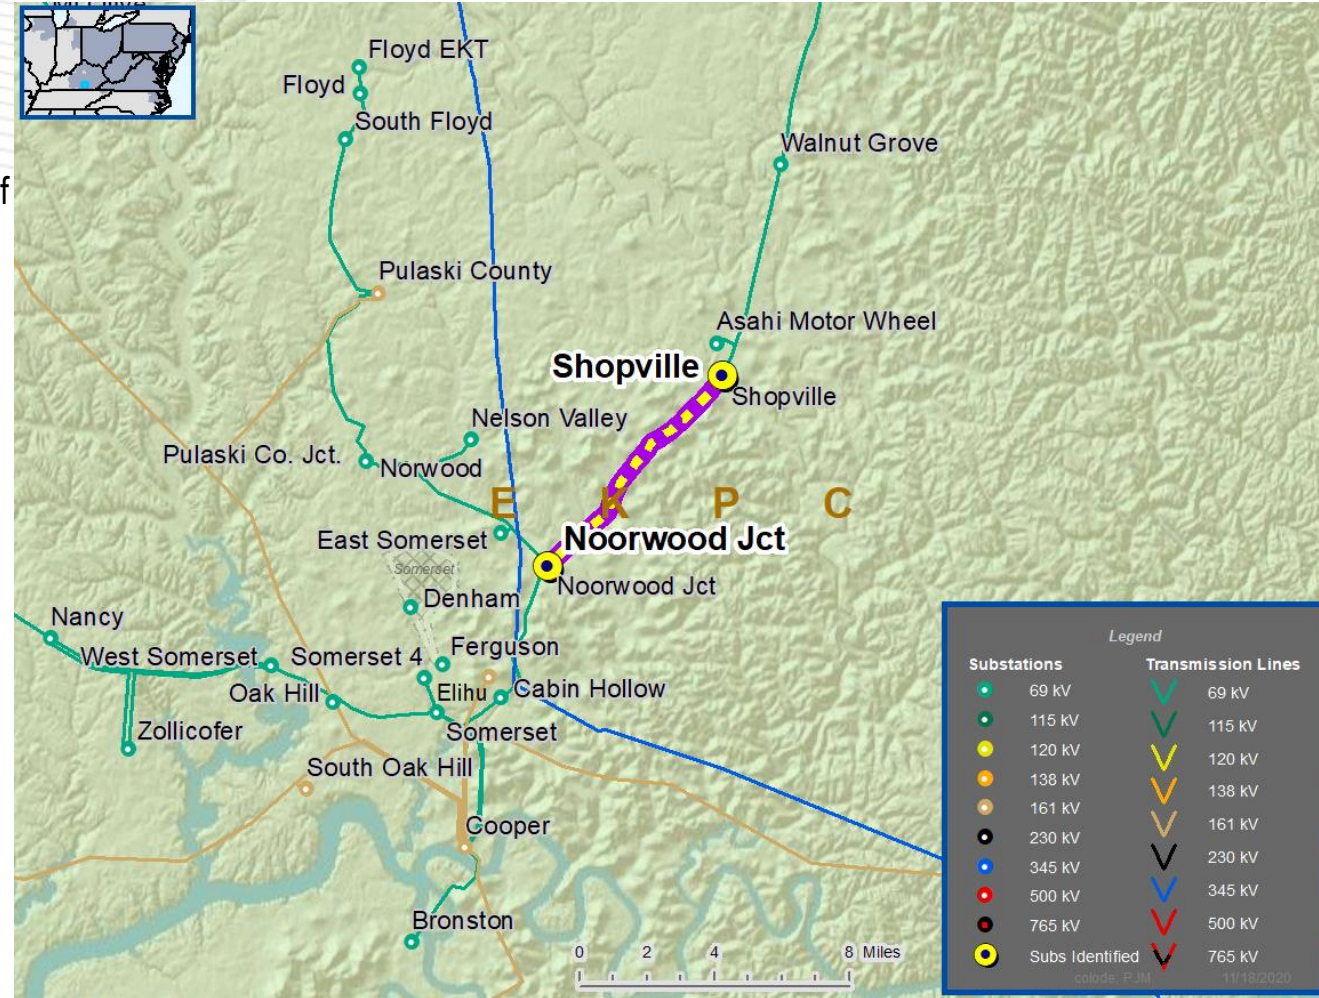 Floyd EKT
Floyd
South Floyd
Walnut Grove
f
Pulaski County
Asahi Motor Wheel
Shopville
Shopville
Nelson Valley
Pulaski Co. Jct.
Norwood
E K P C
East Somerset
Noorwood Jct
Somerset
Noorwood Jct
Denham
Nancy
Ferguson
West Somerset
Somerset 4
Oak Hill
Elihu
Cabin Hollow
Zollicofer
Somerset
South Oak Hill
Cooper
Bronston
0 2 4 8 Miles
Legend
Substations Transmission Lines
69 kV 69 kV
115 kV 115 kV
120 kV 120 kV
138 kV 138 kV
161 kV 161 kV
230 kV 230 kV
345 kV 345 kV
500 kV 500 kV
765 kV 765 kV
Subs Identified
11/18/2020